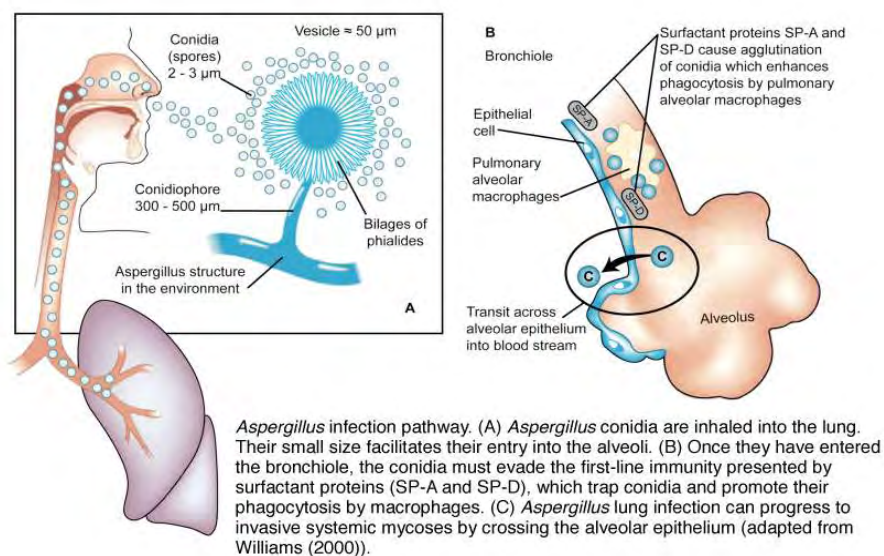 Conidia
(spores)
2 - 3 µm
Vesicle ≈ 50 µm
Conidiophore
300 - 500 µm
Bilages of
phialides
Aspergillus structure
in the environment
A
B
Bronchiole
Surfactant proteins SP-A and
SP-D cause agglutination
of conidia which enhances
phagocytosis by pulmonary
alveolar macrophages
SP-A
Epithelial
cell
Pulmonary
alveolar
macrophages
SP-D
C
C
Transit across
alveolar epithelium
into blood stream
Alveolus
Aspergillus infection pathway. (A) Aspergillus conidia are inhaled into the lung.
Their small size facilitates their entry into the alveoli. (B) Once they have entered
the bronchiole, the conidia must evade the first-line immunity presented by
surfactant proteins (SP-A and SP-D), which trap conidia and promote their
phagocytosis by macrophages. (C) Aspergillus lung infection can progress to
invasive systemic mycoses by crossing the alveolar epithelium (adapted from
Williams (2000)).